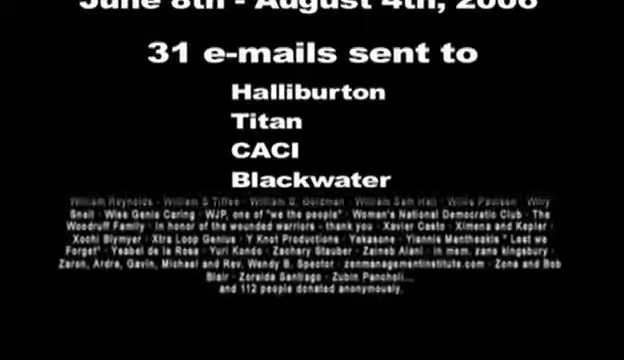 June 8th - August 4th, 2006
31 e-mails sent to
Halliburton
Titan
CACI
Blackwater
William Reynolds · William S Tiffee · William G. Goldman · William Sam Hall · Willie Paulsen · Willy
Snell · Wise Genie Caring · WJP, one of "we the people" · Women's National Democratic Club · The
Woodruff Family · In honor of the wounded warriors - thank you · Xavier Casto · Ximena and Kepler ·
Xochi Blymyer · Xtra Loop Genius · Y Knot Productions · Yakasone · Yiannis Mantheakis " Lest we
Forget" · Ysabel de la Rosa · Yuri Kondo · Zachary Stauber · Zaineb Alani. In mem. rane kingsbury
Zaron, Ardre, Gavin, Michael and Rev. Wendy B. Spector · zenmanagementinstitute.com · Zona and Bob
Blair · Zoraida Santiago · Zubin Pancholi...
and 112 people donated anonymously.